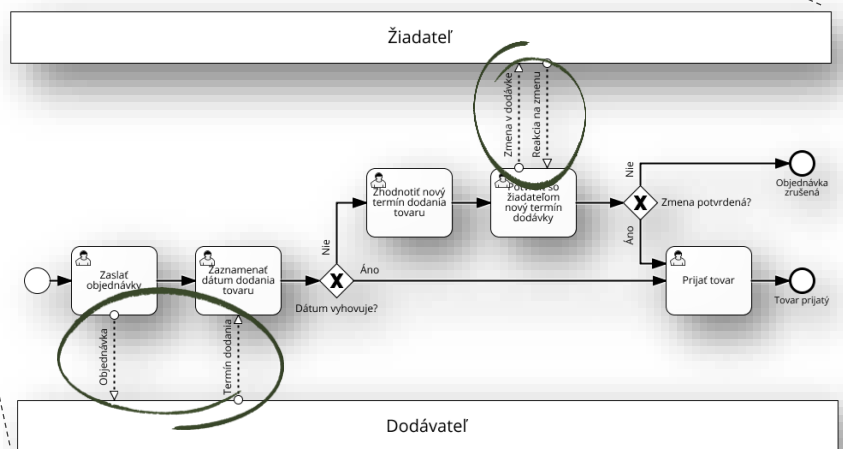 Žiadateľ
Zmena v dodávke
Reakcia na zmenu
Zhodnotiť nový
termín dodania
tovaru
Potvrdiť so
žiadateľom
nový termín
dodávky
Nie
Zmena potvrdená?
Áno
Objednávka
zrušená
Zaslať
objednávky
Zaznamenať
dátum dodania
tovaru
Nie
Áno
Dátum vyhovuje?
Prijať tovar
Tovar prijatý
Objednávka
Termín dodania
Dodávateľ